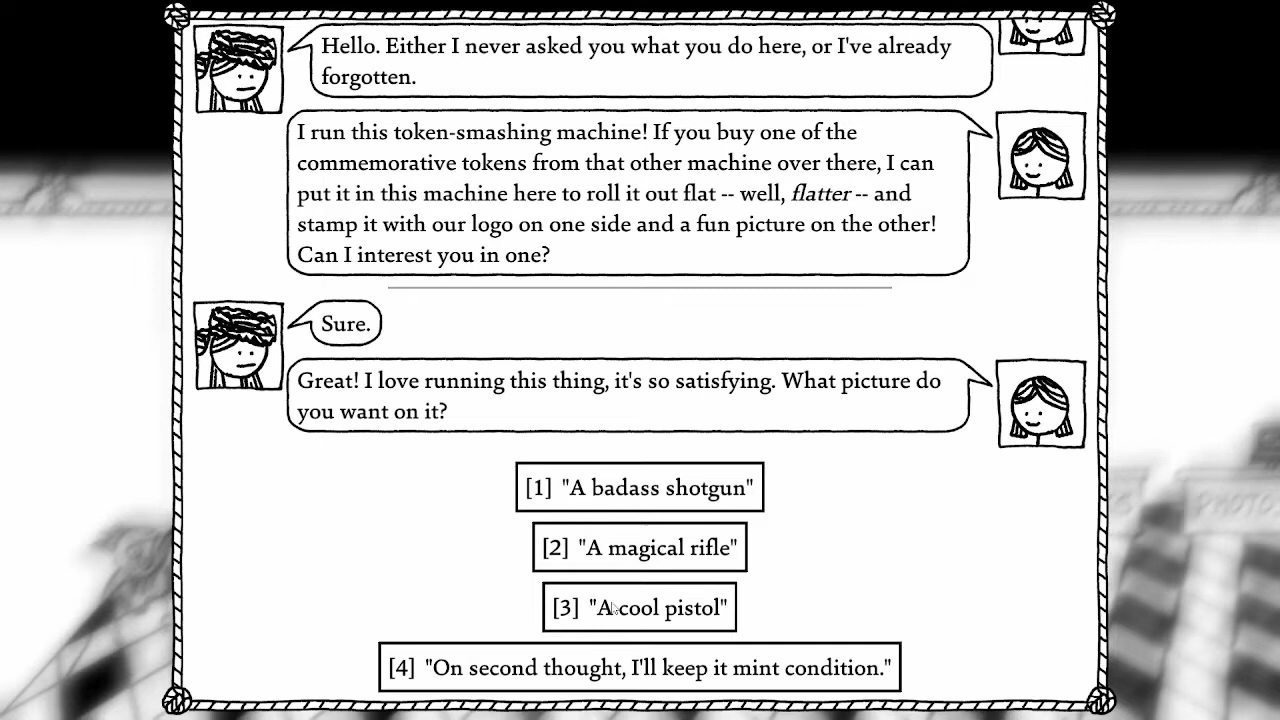 Hello. Either I never asked you what you do here, or I've already
forgotten.
I run this token-smashing machine! If you buy one of the
commemorative tokens from that other machine over there, I can
put it in this machine here to roll it out flat -- well, flatter -- and
stamp it with our logo on one side and a fun picture on the other!
Can I interest you in one?
Sure.
Great! I love running this thing, it's so satisfying. What picture do
you want on it?
[1] "A badass shotgun"
[2] "A magical rifle"
[3] "A cool pistol"
[4] "On second thought, I'll keep it mint condition."